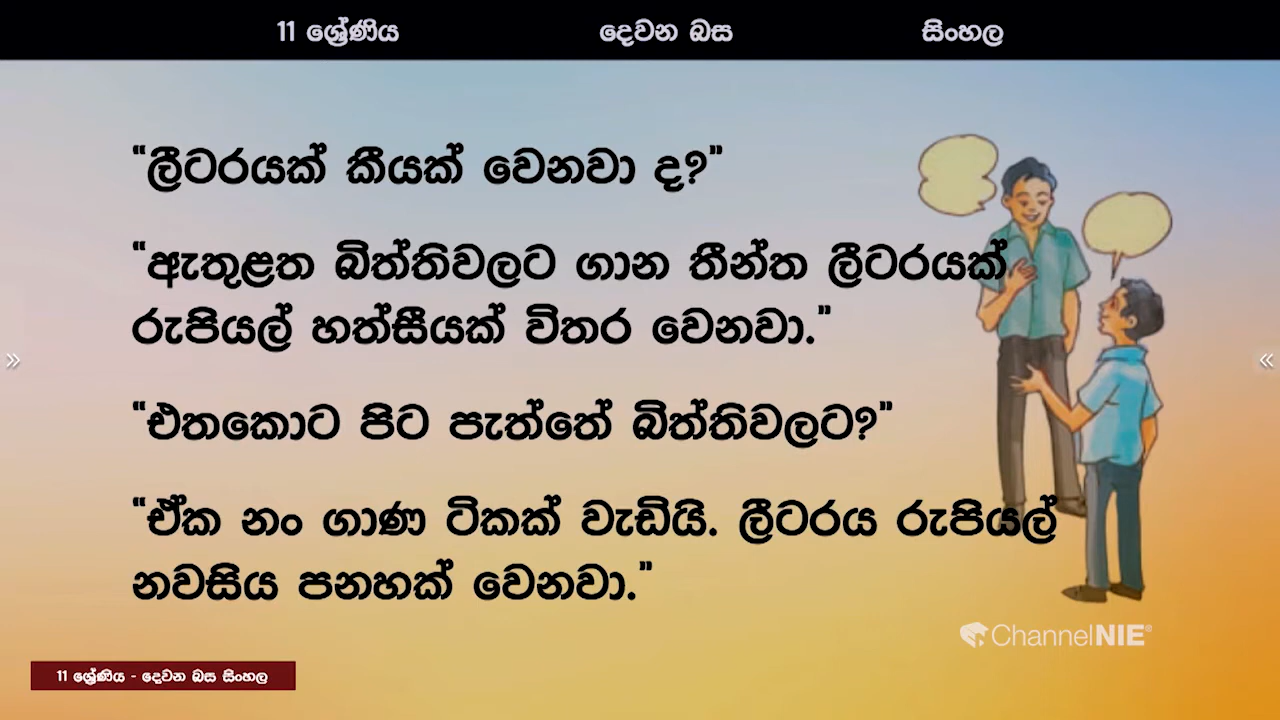 11 ශ්‍රේණිය දෙවන බස සිංහල
“ලීටරයක් කීයක් වෙනවා ද?”
“ඇතුළත බිත්තිවලට ගාන තීන්ත ලීටරයක්
රුපියල් හත්සීයක් විතර වෙනවා.”
“එතකොට පිට පැත්තේ බිත්තිවලට?”
“ඒක නං ගාණ ටිකක් වැඩියි. ලීටරය රුපියල්
නවසිය පනහක් වෙනවා.”
ChannelNIE®
11 ශ්‍රේණිය - දෙවන බස සිංහල